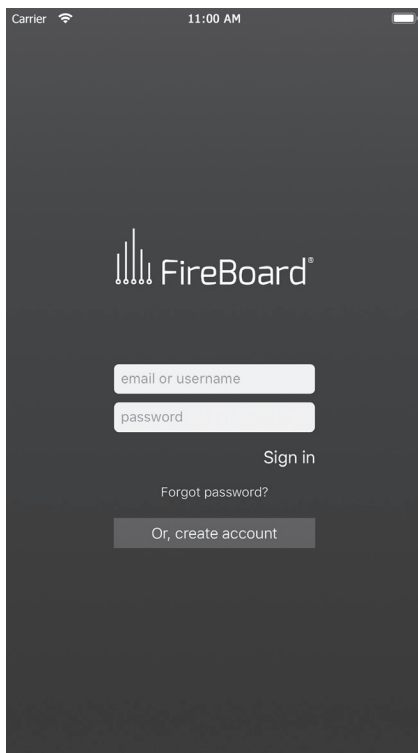 Carrier 11:00 AM
FireBoard®
email or username
password
Sign in
Forgot password?
Or, create account